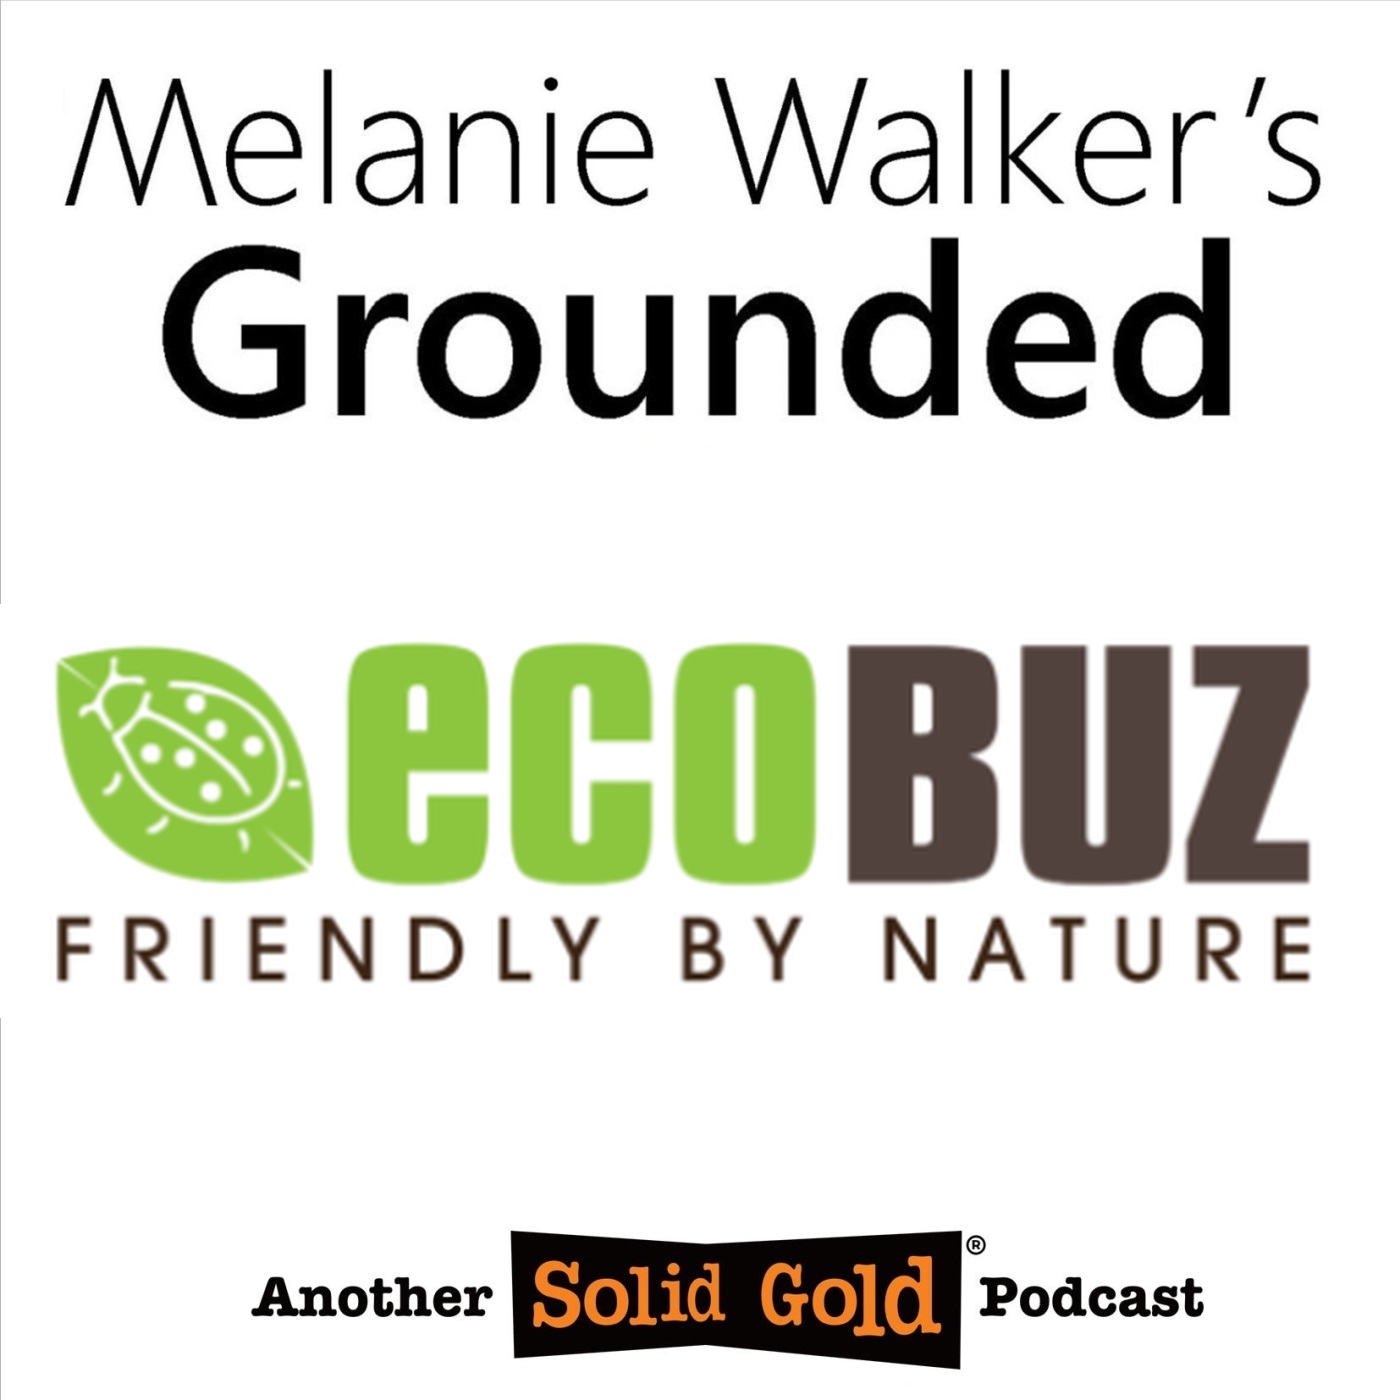 Melanie Walker's
Grounded
ecoBUZ
FRIENDLY BY NATURE
Another Solid Gold® Podcast